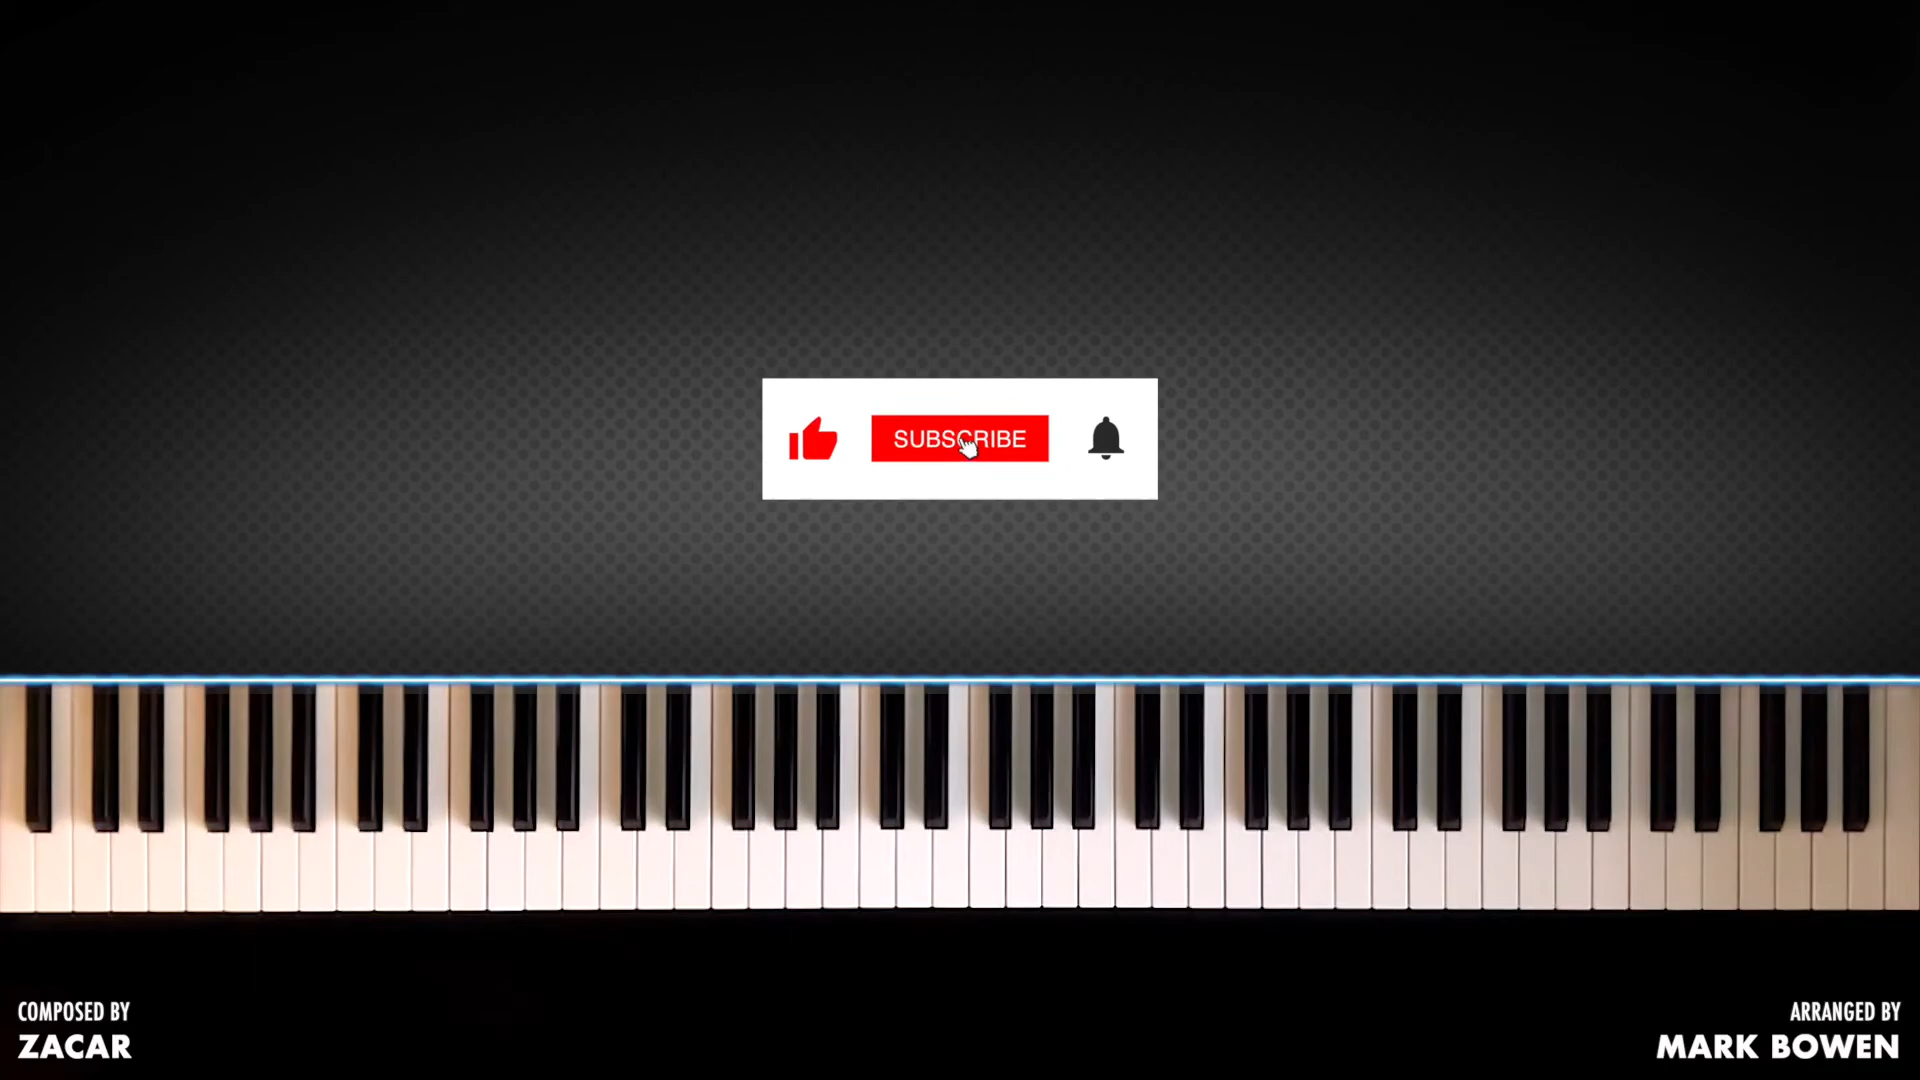 SUBSCRIBE
COMPOSED BY
ZACAR
ARRANGED BY
MARK BOWEN